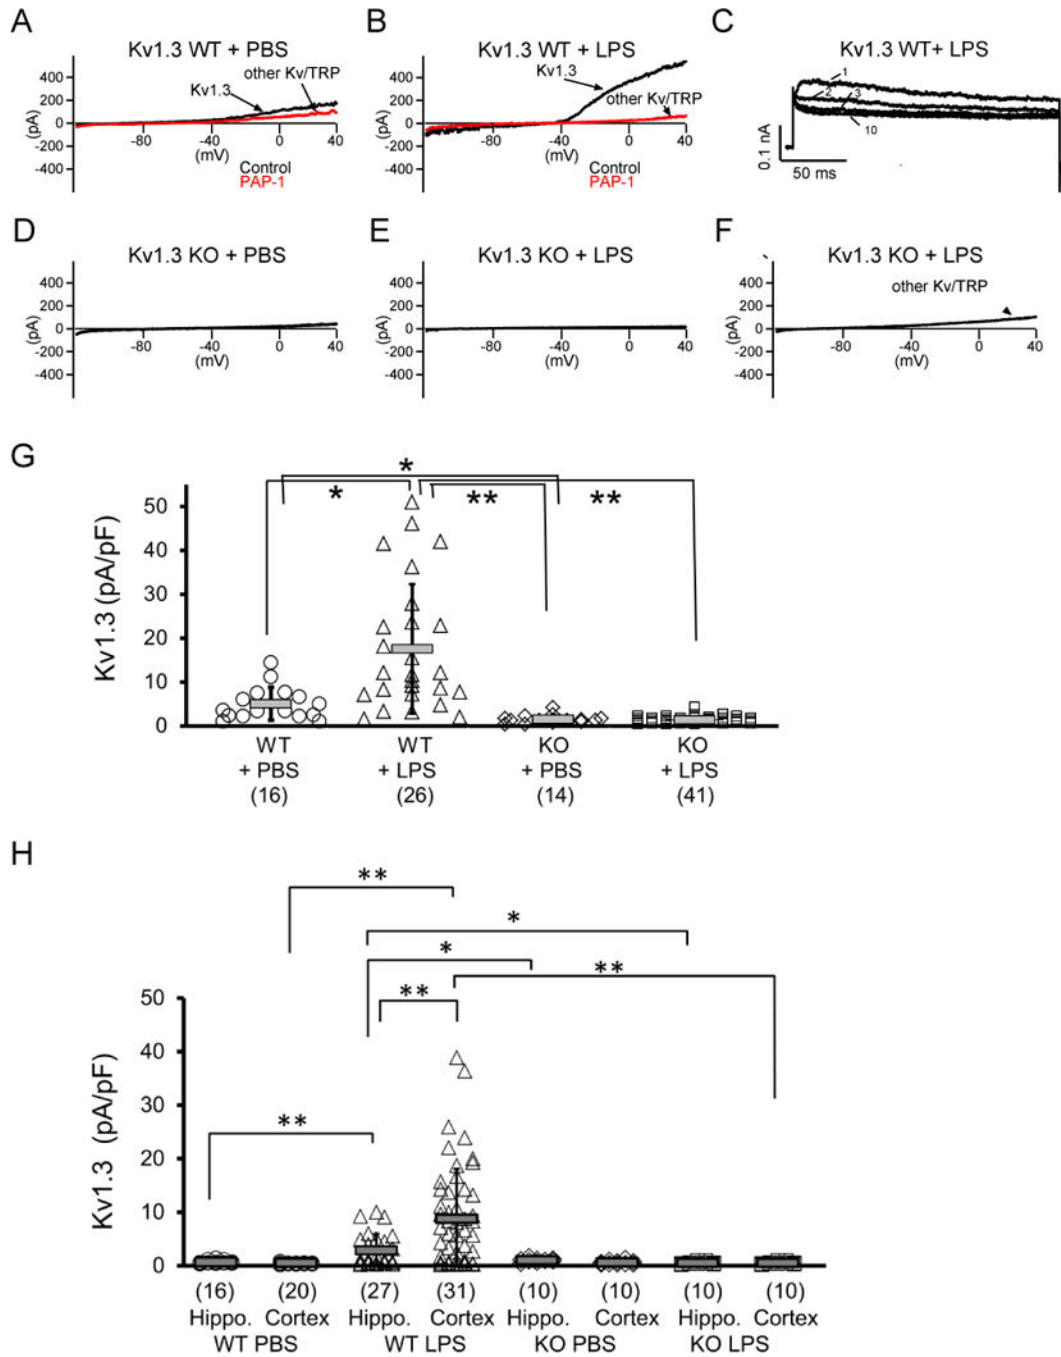 A
Kv1.3 WT + PBS
400
200
0
-200
-400
(pA)
other Kv/TRP
Kv1.3
-80
-40
0
40
(mV)
Control
PAP-1
B
Kv1.3 WT + LPS
400
200
0
-200
-400
(pA)
Kv1.3
other Kv/TRP
-80
-40
0
40
(mV)
Control
PAP-1
C
Kv1.3 WT+ LPS
1
2
3
10
0.1 nA
50 ms
D
Kv1.3 KO + PBS
400
200
0
-200
-400
(pA)
-80
-40
0
40
(mV)
E
Kv1.3 KO + LPS
400
200
0
-200
-400
(pA)
-80
-40
0
40
(mV)
F
Kv1.3 KO + LPS
other Kv/TRP
400
200
0
-200
-400
(pA)
-80
-40
0
40
(mV)
G
*
* ** **
Kv1.3 (pA/pF)
50
40
30
20
10
0
WT WT KO KO
+ PBS + LPS + PBS + LPS
(16) (26) (14) (41)
H
**
*
*
**
**
**
Kv1.3 (pA/pF)
50
40
30
20
10
0
(16) (20) (27) (31) (10) (10) (10) (10)
Hippo. Cortex Hippo. Cortex Hippo. Cortex Hippo. Cortex
WT PBS WT LPS KO PBS KO LPS